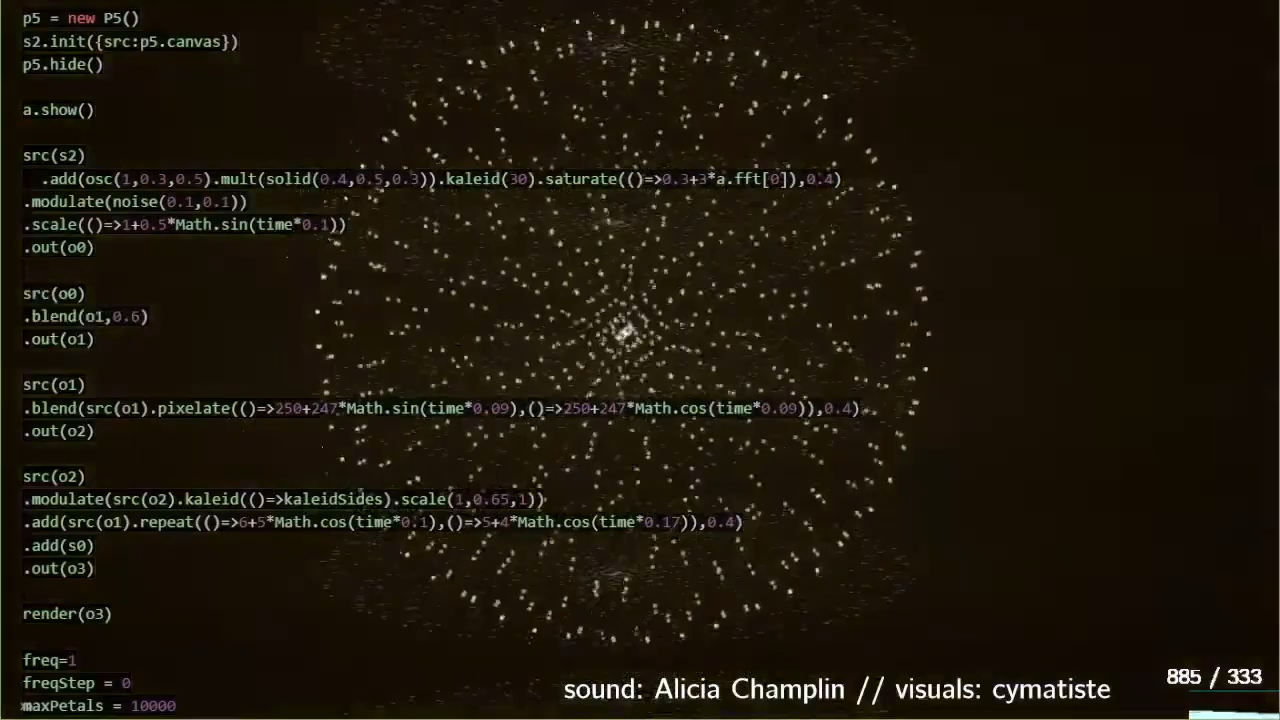 p5 = new P5()
s2.init({src:p5.canvas})
p5.hide()
a.show()
src(s2)
.add(osc(1,0.3,0.5).mult(solid(0.4,0.5,0.3)).kaleid(30).saturate(()=>0.3+3*a.fft[0]),0.4)
.modulate(noise(0.1,0.1))
.scale(()=>1+0.5*Math.sin(time*0.1))
.out(o0)
src(o0)
.blend(o1,0.6)
.out(o1)
src(o1)
.blend(src(o1).pixelate(()=>250+247*Math.sin(time*0.09),()=>250+247*Math.cos(time*0.09)),0.4)
.out(o2)
src(o2)
.modulate(src(o2).kaleid(()=>kaleidSides).scale(1,0.65,1))
.add(src(o1).repeat(()=>6+5*Math.cos(time*0.1),()=>5+4*Math.cos(time*0.17)),0.4)
.add(s0)
.out(o3)
render(o3)
freq=1
freqStep = 0
maxPetals = 10000
sound: Alicia Champlin // visuals: cymatiste
885 / 333